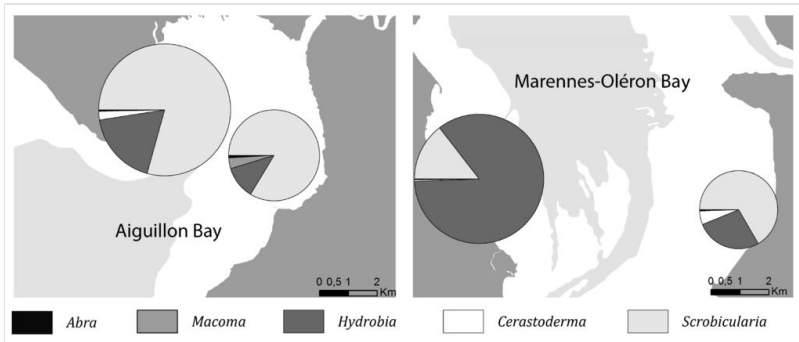 Marennes-Oléron Bay
Aiguillon Bay
0 0,5 1 2
Km
0 0,5 1 2
Km
Abra Macoma Hydrobia Cerastoderma Scrobicularia